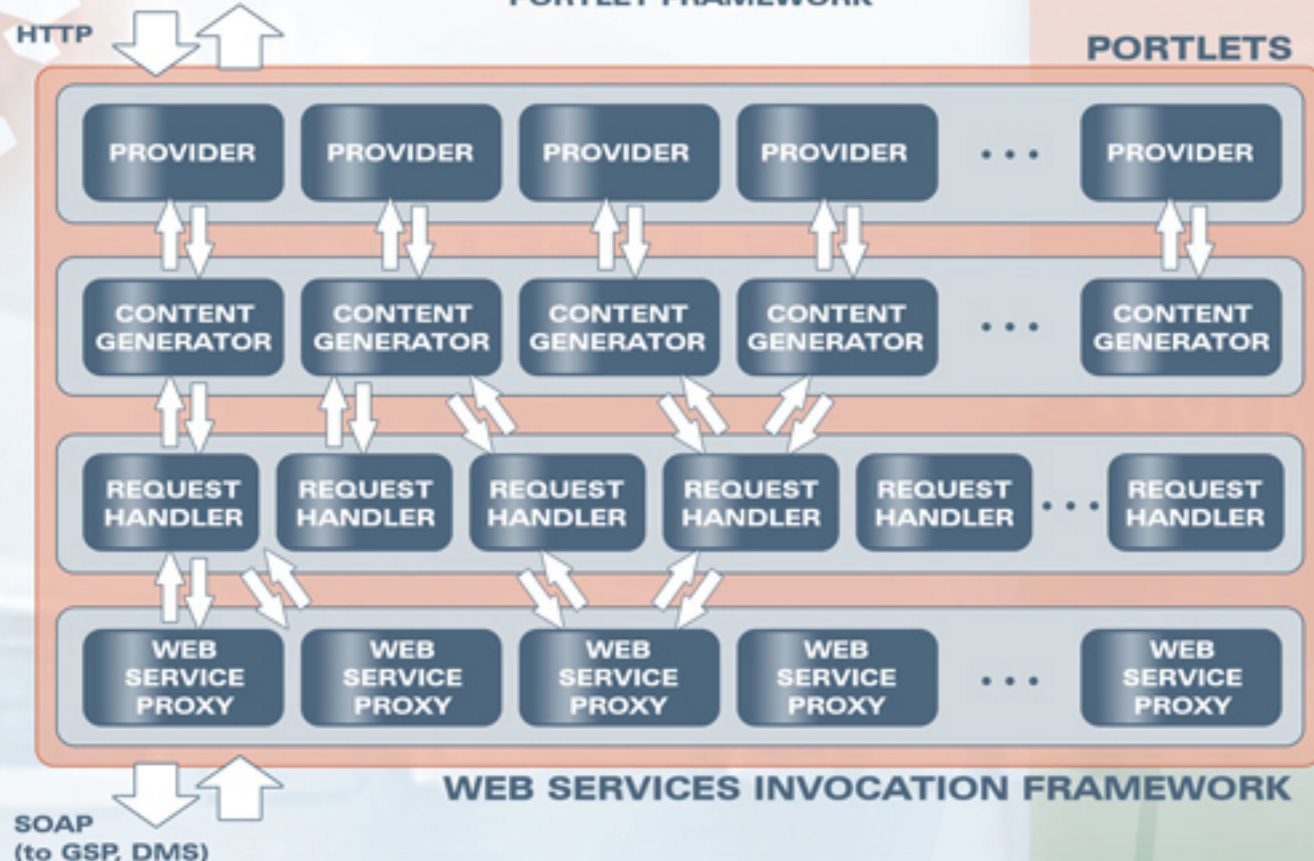 PORTLET FRAMEWORK
HTTP
PORTLETS
PROVIDER
PROVIDER
PROVIDER
PROVIDER
...
PROVIDER
CONTENT
GENERATOR
CONTENT
GENERATOR
CONTENT
GENERATOR
CONTENT
GENERATOR
...
CONTENT
GENERATOR
REQUEST
HANDLER
REQUEST
HANDLER
REQUEST
HANDLER
REQUEST
HANDLER
REQUEST
HANDLER
...
REQUEST
HANDLER
WEB
SERVICE
PROXY
WEB
SERVICE
PROXY
WEB
SERVICE
PROXY
WEB
SERVICE
PROXY
...
WEB
SERVICE
PROXY
WEB SERVICES INVOCATION FRAMEWORK
SOAP
(to GSP, DMS)